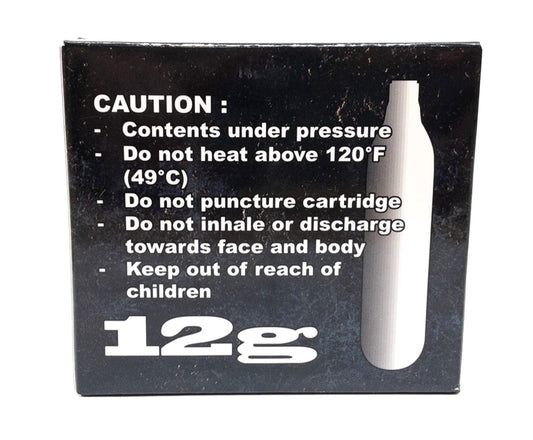 CAUTION :
- Contents under pressure
- Do not heat above 120°F
(49°C)
- Do not puncture cartridge
- Do not inhale or discharge
towards face and body
- Keep out of reach of
children
12g